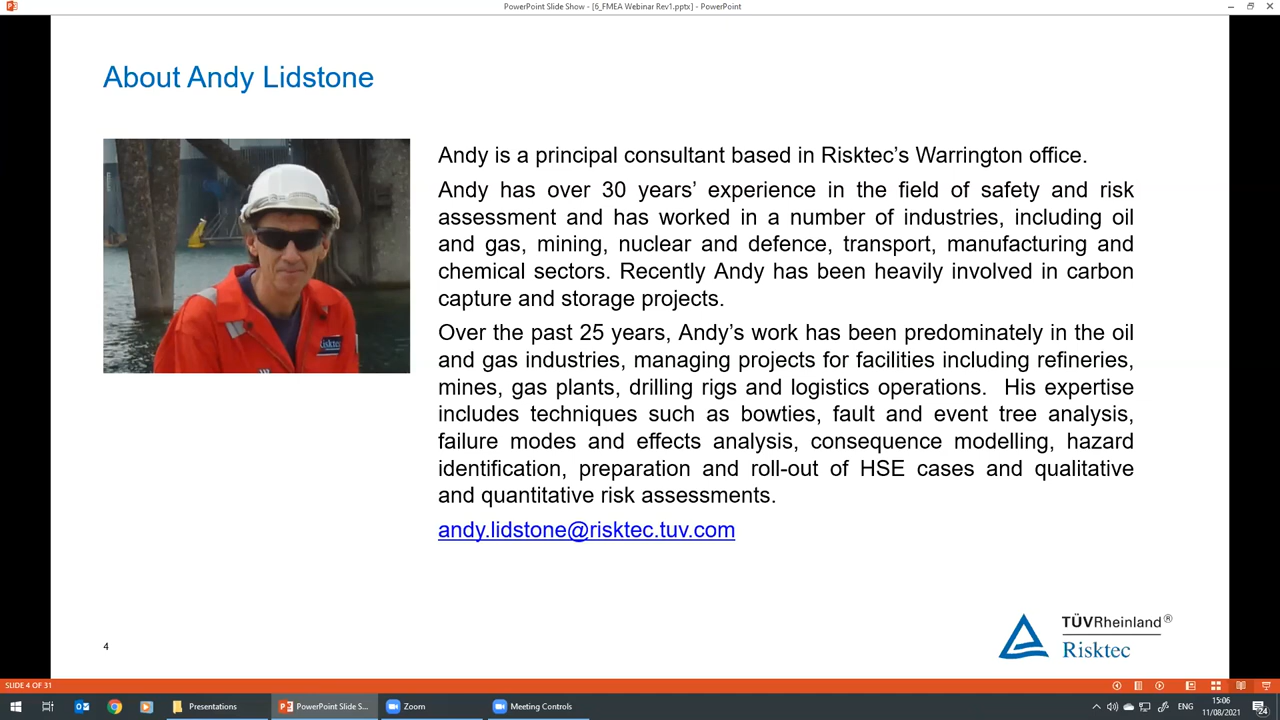 PowerPoint Slide Show - [6_FMEA Webinar Rev1.pptx] - PowerPoint
About Andy Lidstone
Andy is a principal consultant based in Risktec’s Warrington office.
Andy has over 30 years’ experience in the field of safety and risk
assessment and has worked in a number of industries, including oil
and gas, mining, nuclear and defence, transport, manufacturing and
chemical sectors. Recently Andy has been heavily involved in carbon
capture and storage projects.
Over the past 25 years, Andy’s work has been predominately in the oil
and gas industries, managing projects for facilities including refineries,
mines, gas plants, drilling rigs and logistics operations. His expertise
includes techniques such as bowties, fault and event tree analysis,
failure modes and effects analysis, consequence modelling, hazard
identification, preparation and roll-out of HSE cases and qualitative
and quantitative risk assessments.
andy.lidstone@risktec.tuv.com
Risktec
TÜVRheinland®
Risktec
4
SLIDE 4 OF 31
Presentations
PowerPoint Slide S...
Zoom
Meeting Controls
ENG
15:06
11/08/2021
24